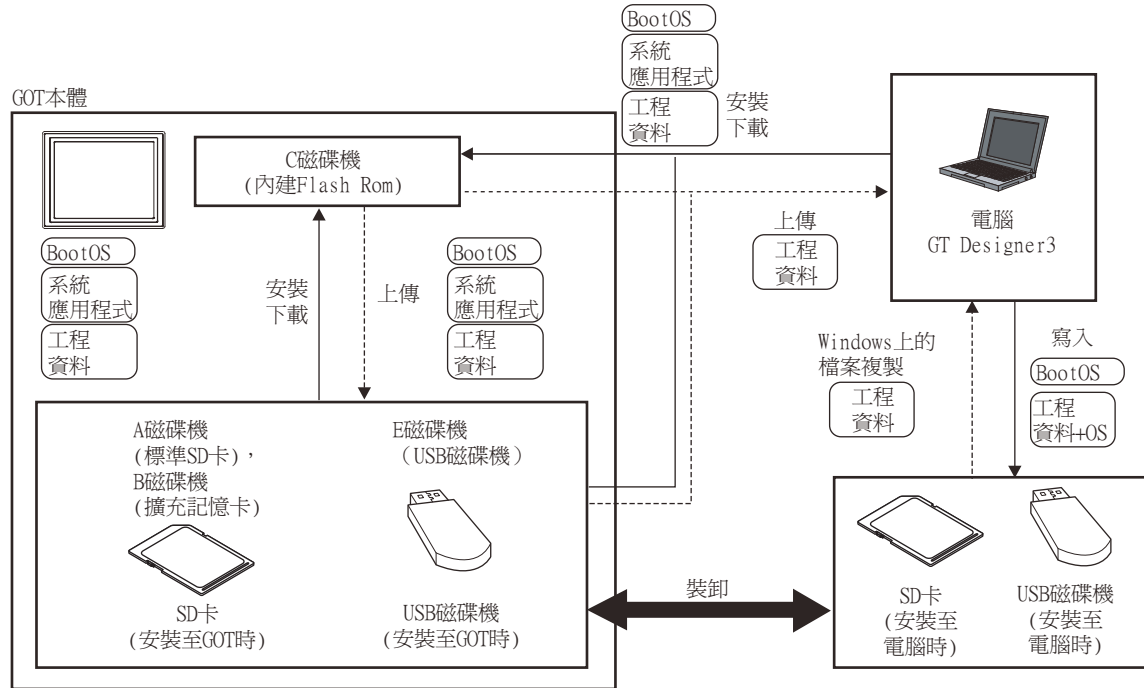 BootOS
系統
應用程式
工程
資料
安裝
下載
GOT本體
C磁碟機
(內建Flash Rom)
電腦
GT Designer3
BootOS
系統
應用程式
工程
資料
安裝
下載
上傳
BootOS
系統
應用程式
工程
資料
上傳
工程
資料
Windows上的
檔案複製
工程
資料
寫入
BootOS
工程
資料+OS
A磁碟機
(標準SD卡),
B磁碟機
(擴充記憶卡)
E磁碟機
(USB磁碟機)
SD卡
(安裝至GOT時)
USB磁碟機
(安裝至GOT時)
裝卸
SD卡
(安裝至
電腦時)
USB磁碟機
(安裝至
電腦時)